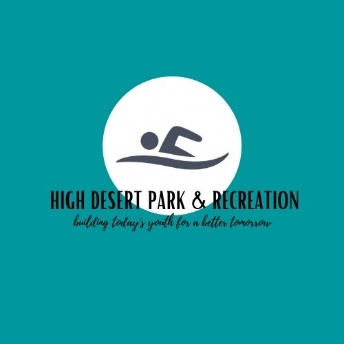 HIGH DESERT PARK & RECREATION
building today's youth for a better tomorrow